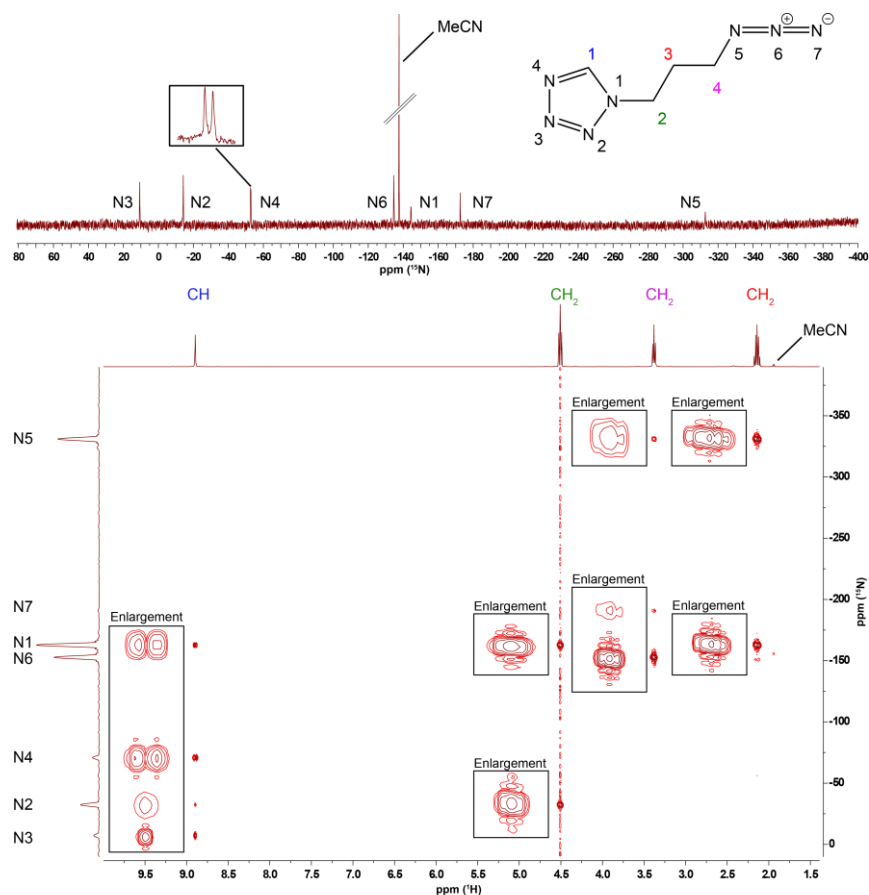 MeCN
N N N
⊕ ⊖
5 6 7
1 3
4 N
1
N
4
N
3
N
2
2
N3 N2 N4 N6 N1 N7 N5
80 60 40 20 0 -20 -40 -60 -80 -100 -120 -140 -160 -180 -200 -220 -240 -260 -280 -300 -320 -340 -360 -380 -400
ppm (¹⁵N)
CH CH₂ CH₂ CH₂
MeCN
Enlargement Enlargement
N5
-350
-300
-250
Enlargement
N7
-200
Enlargement Enlargement Enlargement
N1
N6
-150
-100
N4
Enlargement
N2
-50
N3
0
ppm (¹⁵N)
9.5 9.0 8.5 8.0 7.5 7.0 6.5 6.0 5.5 5.0 4.5 4.0 3.5 3.0 2.5 2.0 1.5
ppm (¹H)